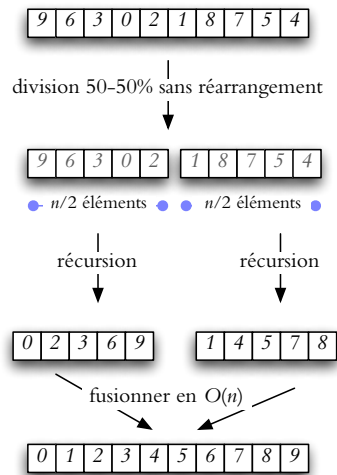 9 6 3 0 2 1 8 7 5 4
division 50-50% sans réarrangement
9 6 3 0 2 1 8 7 5 4
n/2 éléments n/2 éléments
récursion récursion
0 2 3 6 9 1 4 5 7 8
fusionner en O(n)
0 1 2 3 4 5 6 7 8 9